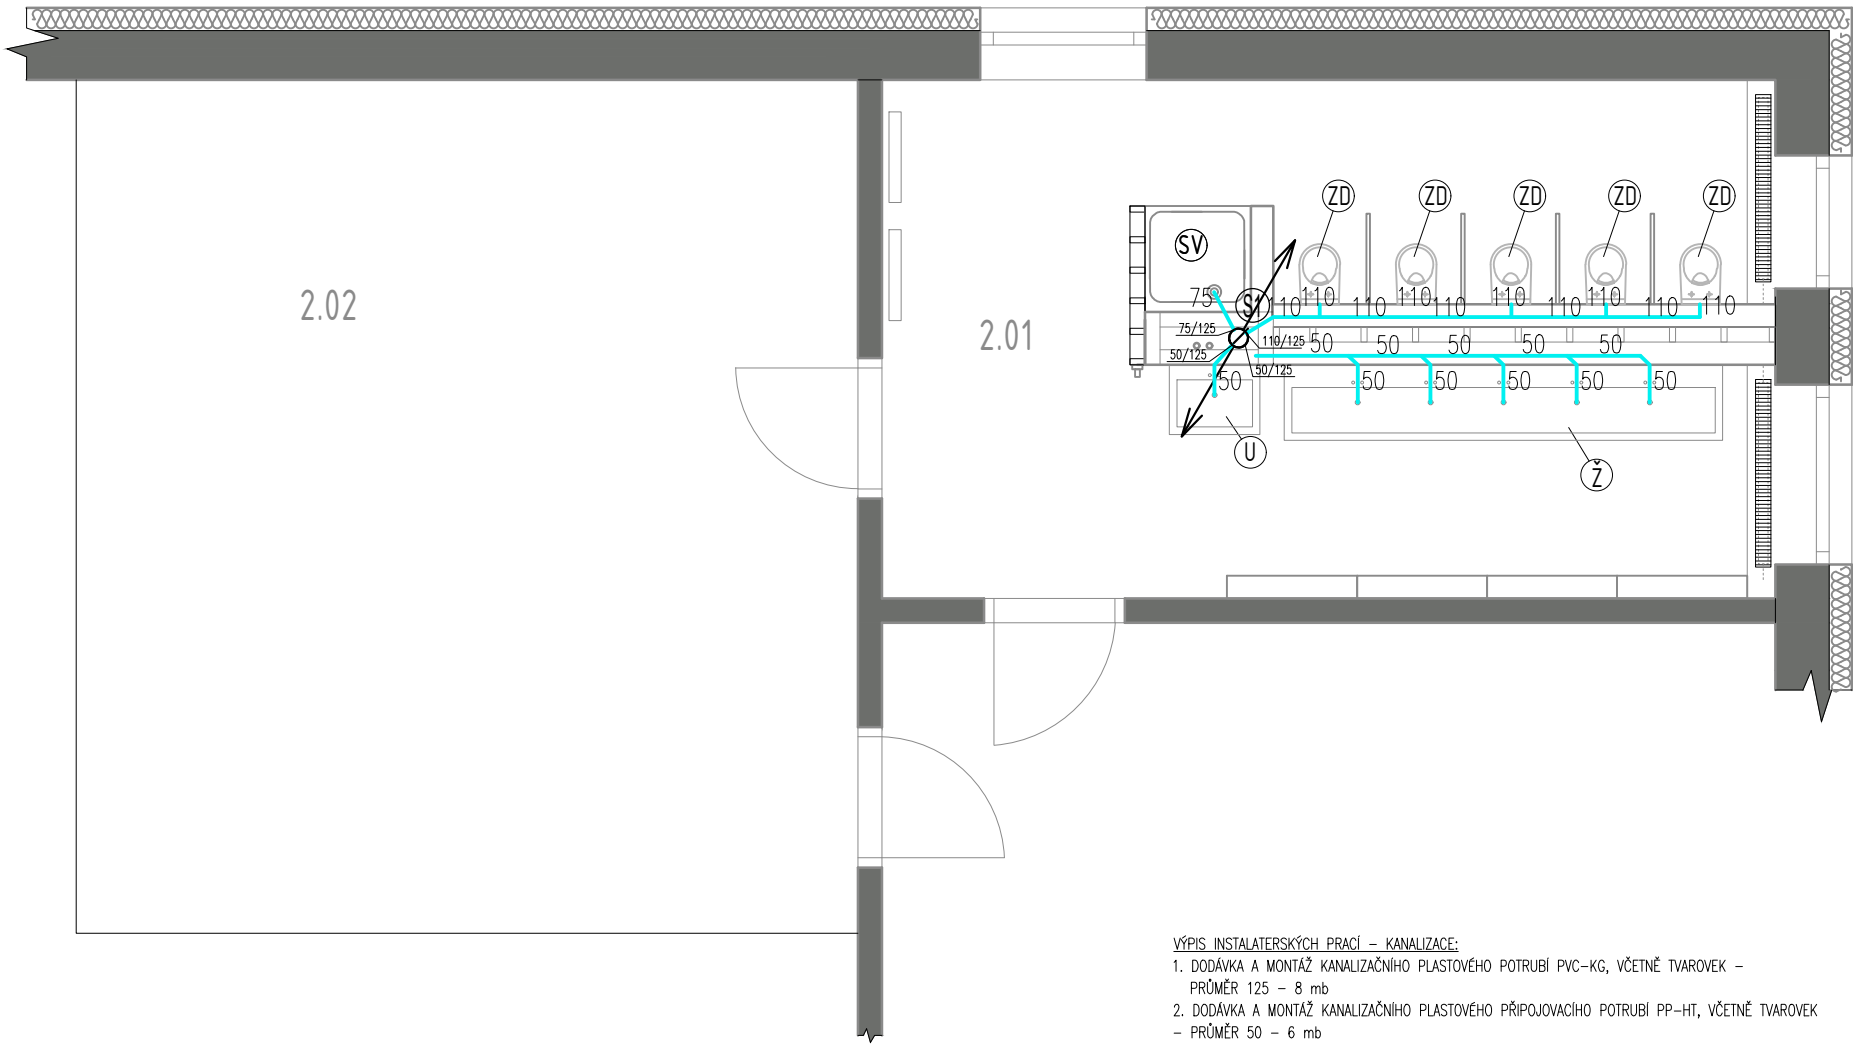 ZD ZD ZD ZD ZD
SV
2.02
2.01
75 110 S1 110 110 110 110 110 110 110 110 110 110 110
75/125
50/125
110/125
50/125
50 50 50 50 50
50 50 50 50 50 50
U
Ž
VÝPIS INSTALATERSKÝCH PRACÍ – KANALIZACE:
1. DODÁVKA A MONTÁŽ KANALIZAČNÍHO PLASTOVÉHO POTRUBÍ PVC-KG, VČETNĚ TVAROVEK –
PRŮMĚR 125 – 8 mb
2. DODÁVKA A MONTÁŽ KANALIZAČNÍHO PLASTOVÉHO PŘIPOJOVACÍHO POTRUBÍ PP-HT, VČETNĚ TVAROVEK
– PRŮMĚR 50 – 6 mb